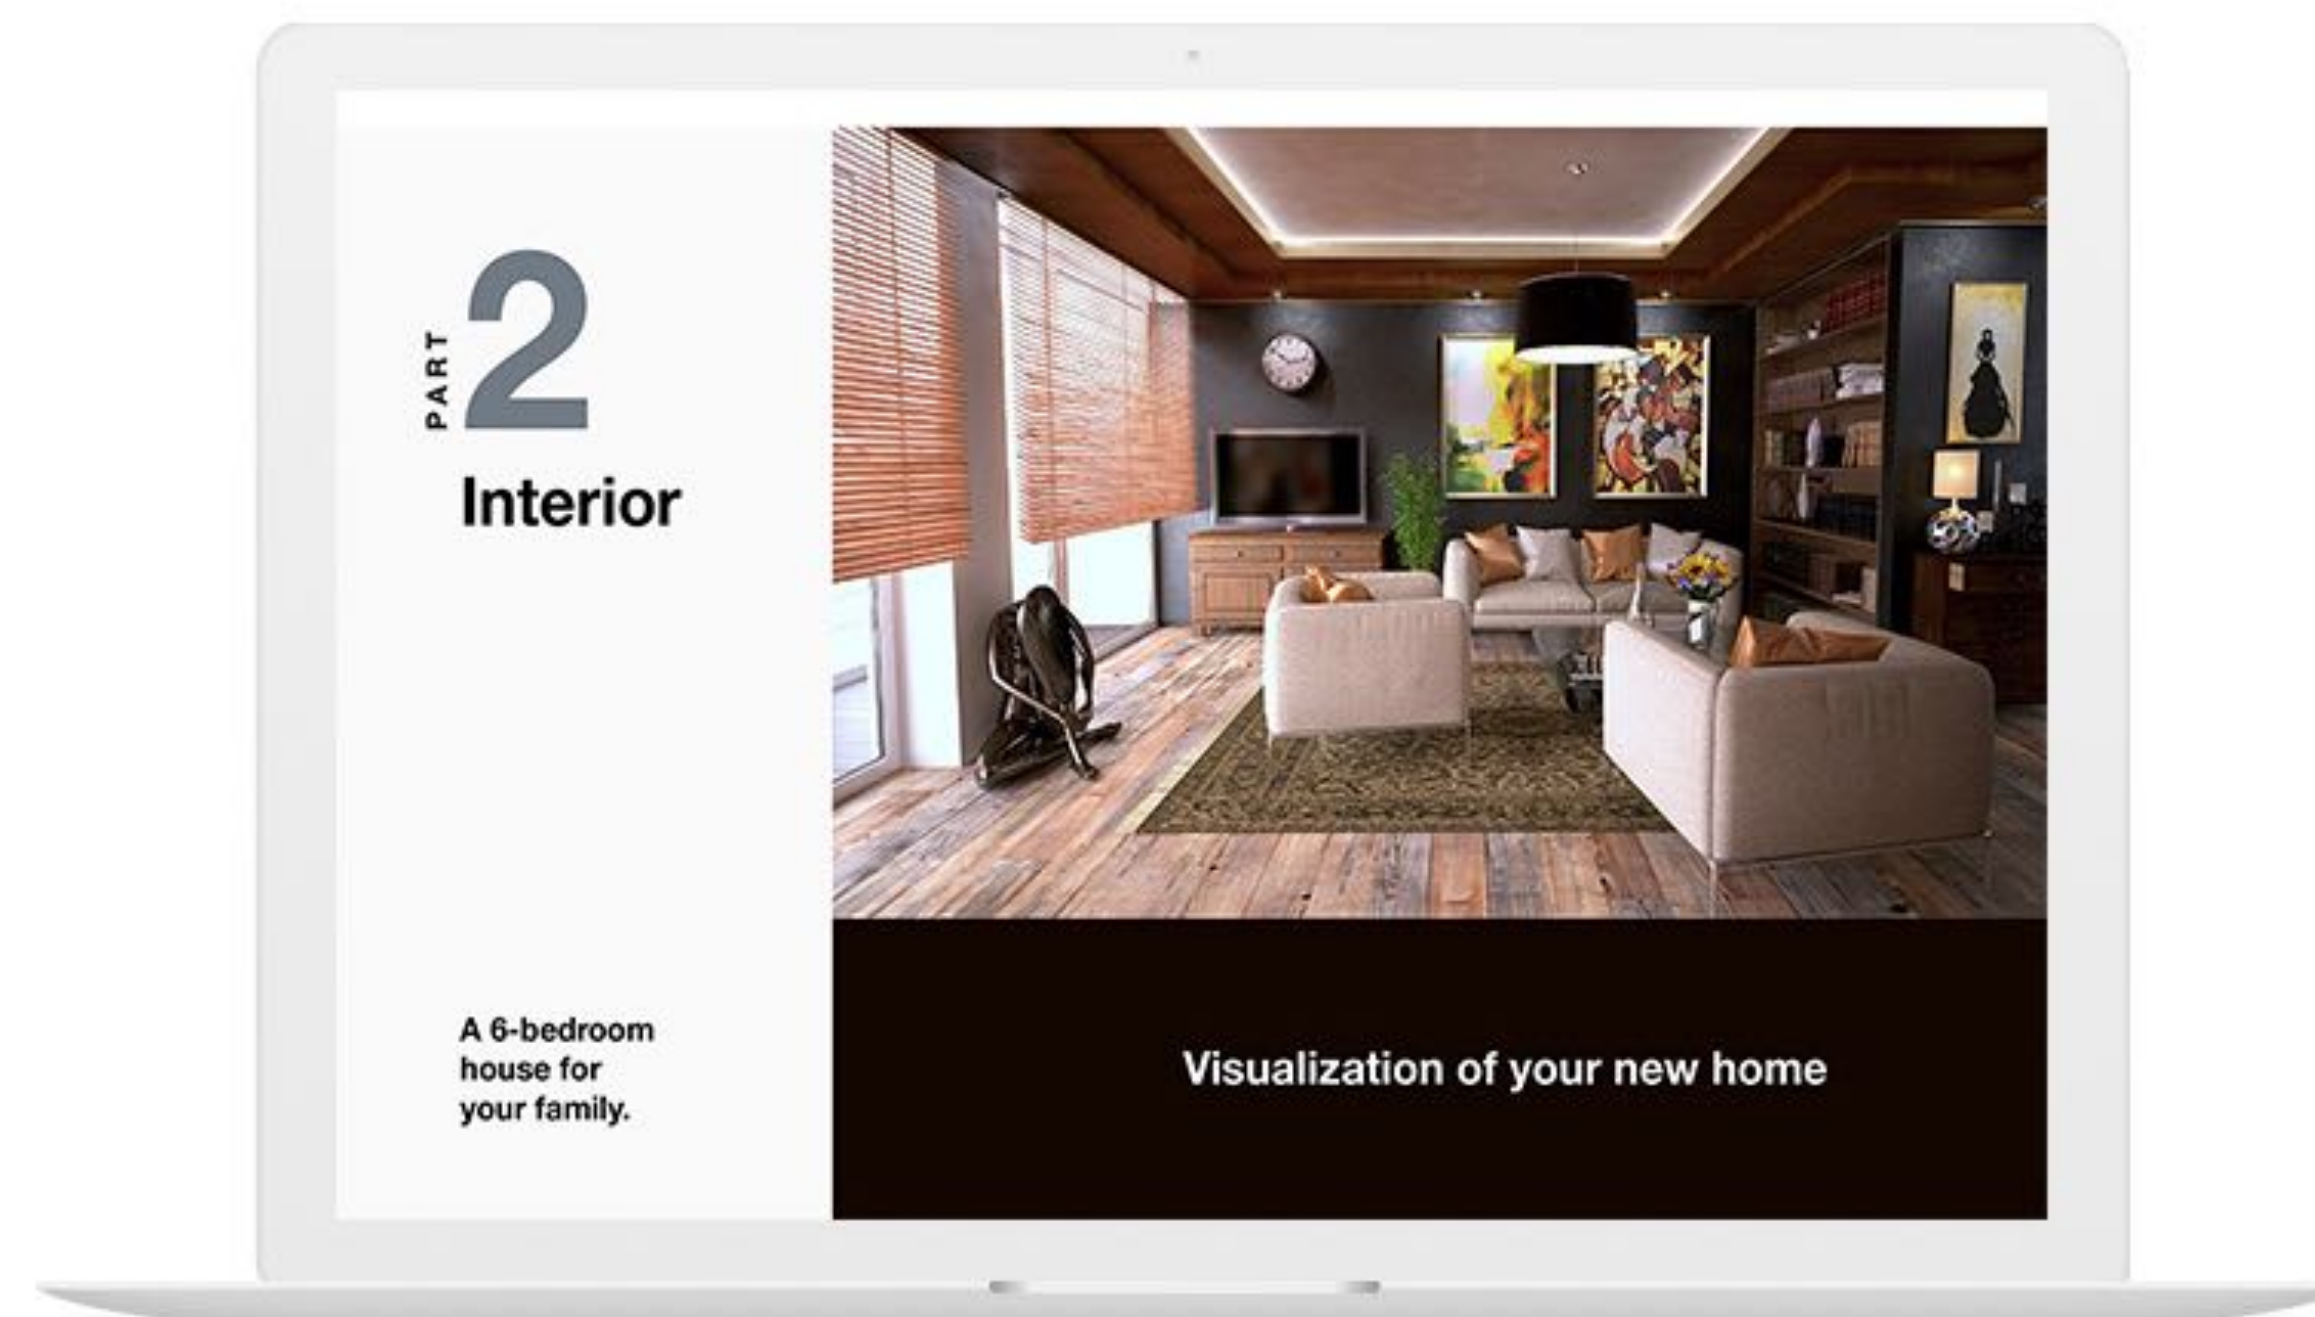 PART
2
Interior
A 6-bedroom
house for
your family.
Visualization of your new home